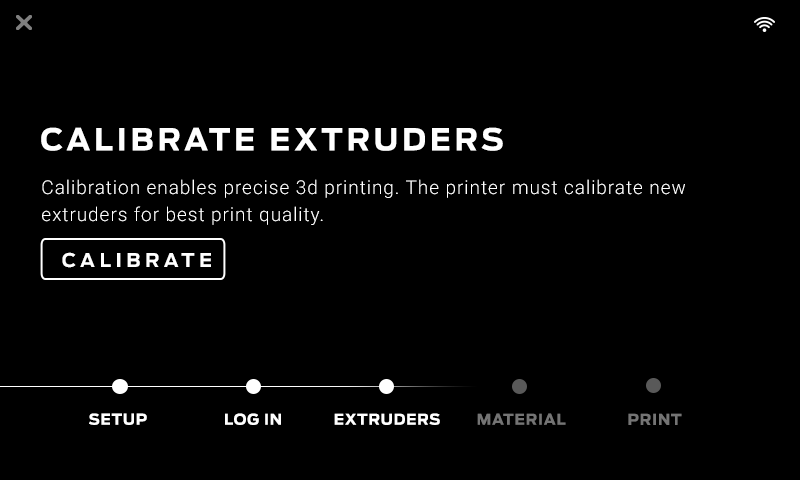 CALIBRATE EXTRUDERS
Calibration enables precise 3d printing. The printer must calibrate new
extruders for best print quality.
CALIBRATE
SETUP LOG IN EXTRUDERS MATERIAL PRINT